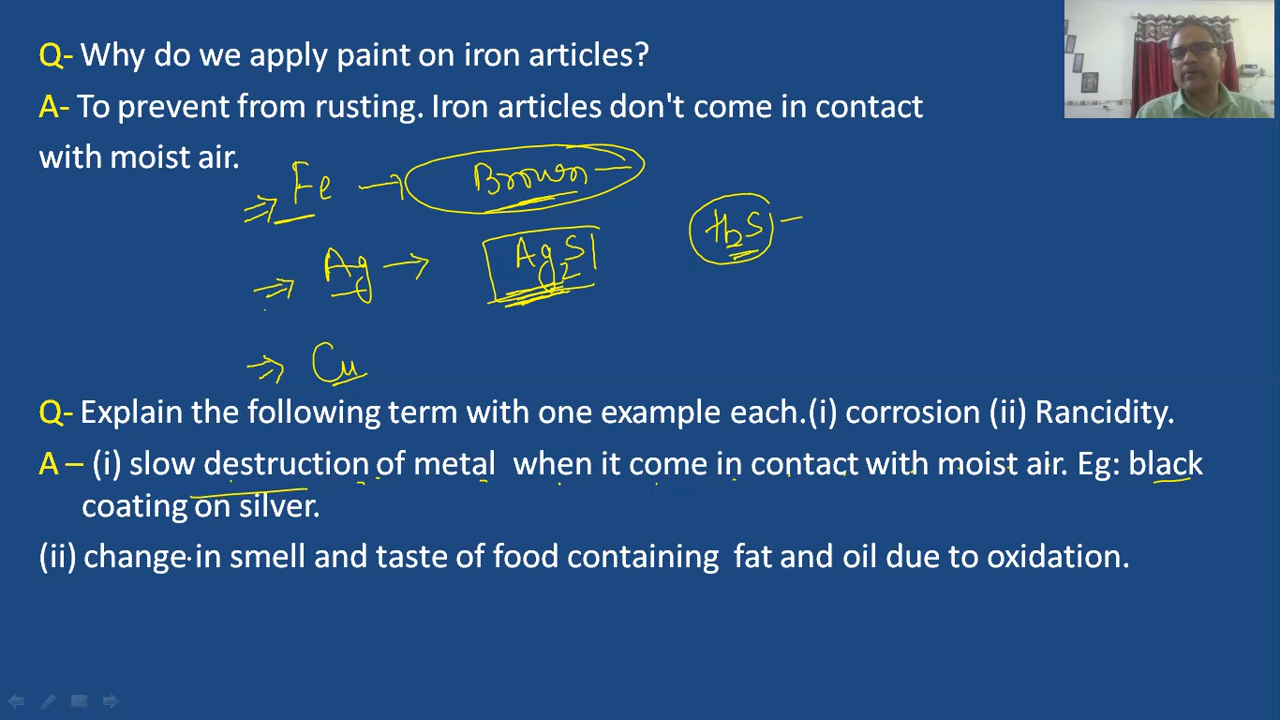 Q- Why do we apply paint on iron articles?
A- To prevent from rusting. Iron articles don't come in contact
with moist air.
⇒ Fe → Brown
⇒ Ag → Ag2S H2S
⇒ Cu
Q- Explain the following term with one example each.(i) corrosion (ii) Rancidity.
A – (i) slow destruction of metal when it come in contact with moist air. Eg: black
coating on silver.
(ii) change in smell and taste of food containing fat and oil due to oxidation.